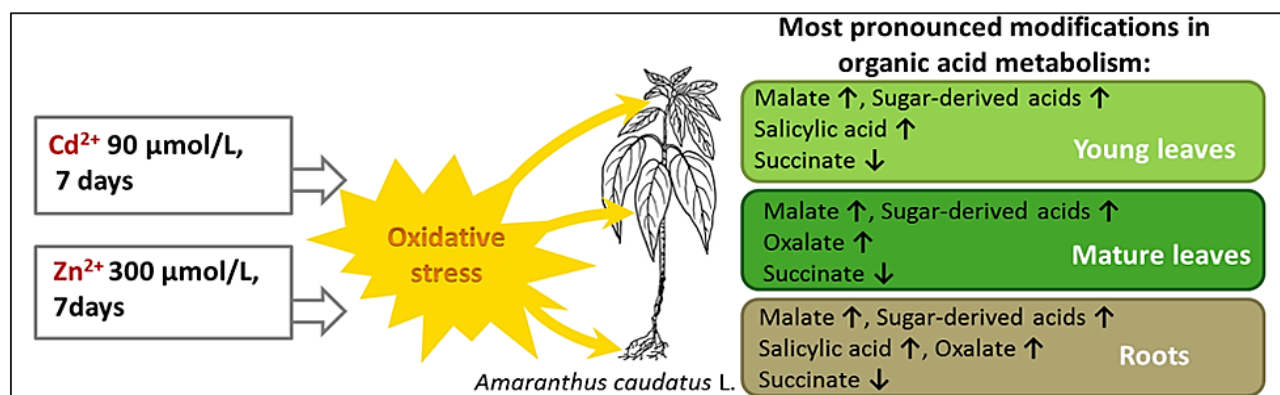 Most pronounced modifications in
organic acid metabolism:
Cd²⁺ 90 µmol/L,
7 days
Zn²⁺ 300 µmol/L,
7days
Oxidative
stress
Amaranthus caudatus L.
Malate ↑, Sugar-derived acids ↑
Salicylic acid ↑
Succinate ↓
Young leaves
Malate ↑, Sugar-derived acids ↑
Oxalate ↑
Succinate ↓
Mature leaves
Malate ↑, Sugar-derived acids ↑
Salicylic acid ↑, Oxalate ↑
Succinate ↓
Roots